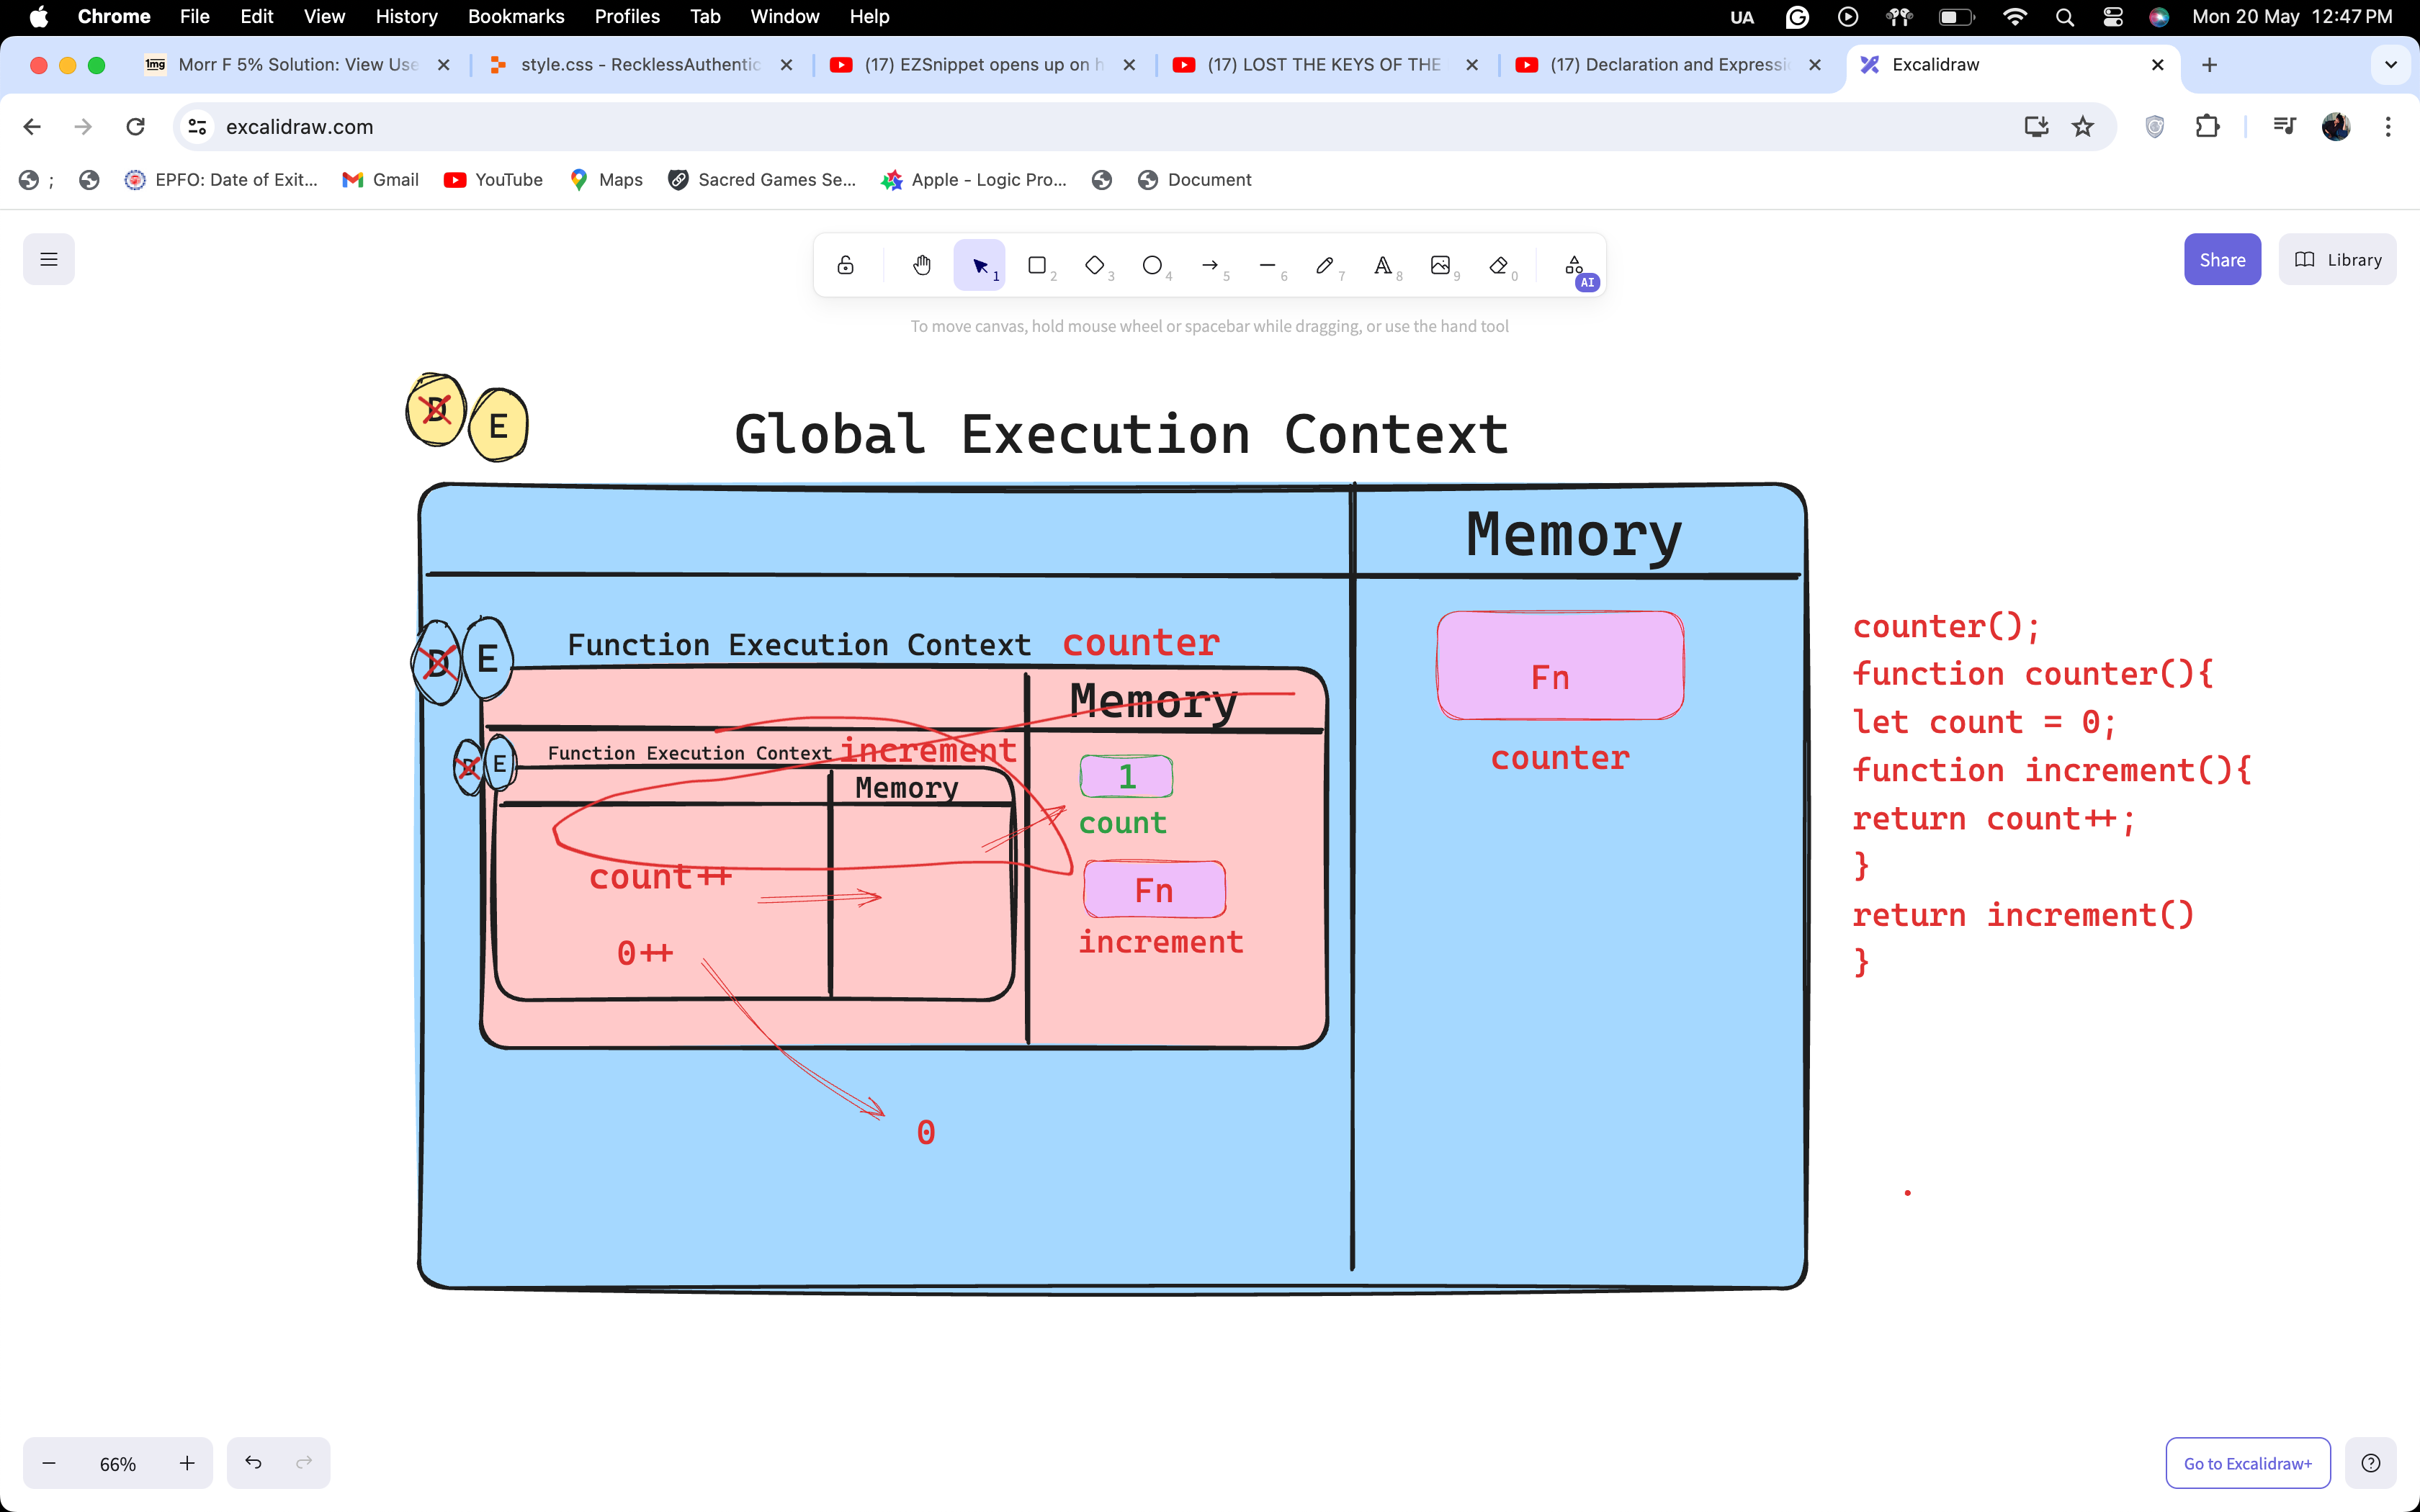 Chrome File Edit View History Bookmarks Profiles Tab Window Help UA Mon 20 May 12:47 PM
1mg Morr F 5% Solution: View Use style.css - RecklessAuthentic (17) EZSnippet opens up on h (17) LOST THE KEYS OF THE (17) Declaration and Expressi Excalidraw
excalidraw.com
; EPFO: Date of Exit... Gmail YouTube Maps Sacred Games Se... Apple - Logic Pro... Document
1 2 3 4 5 6 7 8 9 0 AI
Share Library
To move canvas, hold mouse wheel or spacebar while dragging, or use the hand tool
D E
Global Execution Context
Memory
D E Function Execution Context counter
Memory
D E Function Execution Context increment
Memory
1
count
count++
Fn
increment
0++
0
Fn
counter
counter();
function counter(){
let count = 0;
function increment(){
return count++;
}
return increment()
}
66%
Go to Excalidraw+